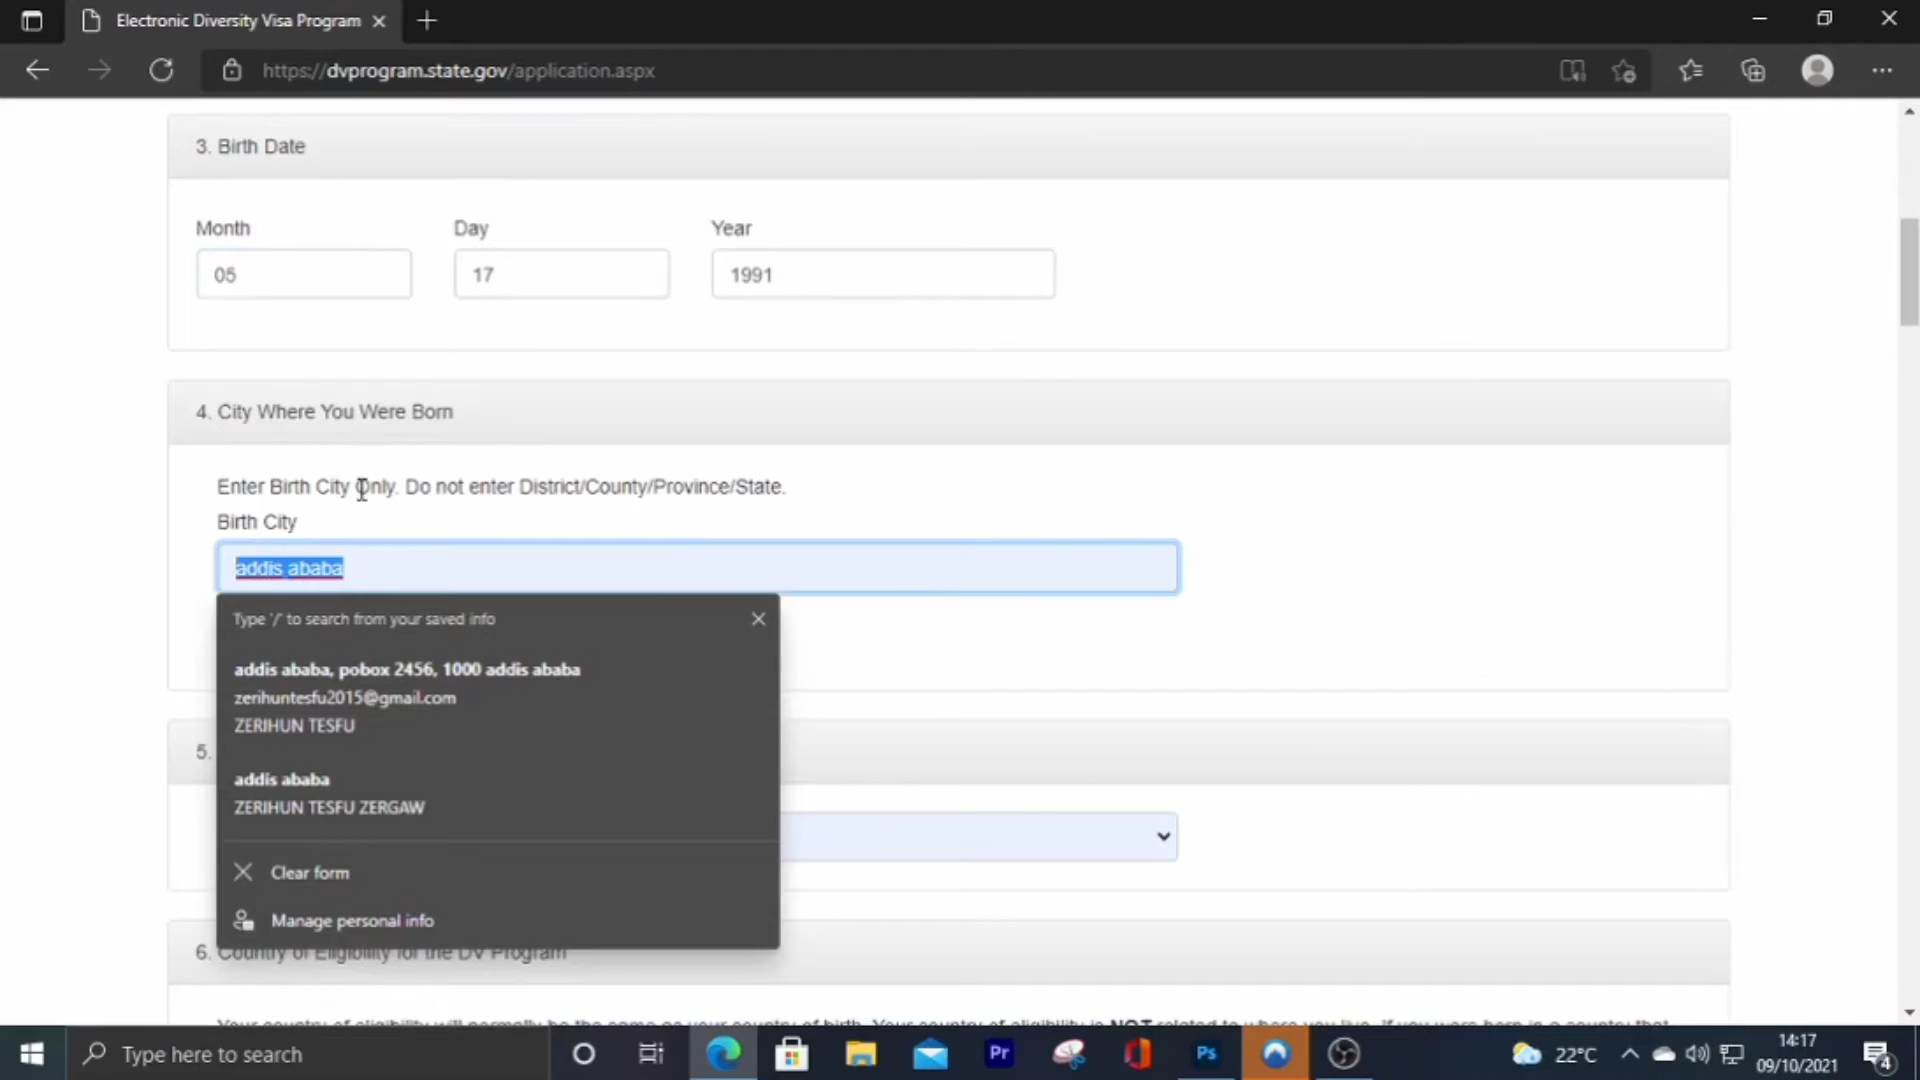 Electronic Diversity Visa Program
https://dvprogram.state.gov/application.aspx
3. Birth Date
Month
Day
Year
05
17
1991
4. City Where You Were Born
Enter Birth City Only. Do not enter District/County/Province/State.
Birth City
addis ababa
Type '/' to search from your saved info
addis ababa, pobox 2456, 1000 addis ababa
zerihuntesfu2015@gmail.com
ZERIHUN TESFU
5.
addis ababa
ZERIHUN TESFU ZERGAW
Clear form
Manage personal info
6. Country of Eligibility for the DV Program
Your country of eligibility will normally be the same as your country of birth. Your country of eligibility is NOT related to where you live. If you were born in a country that
Type here to search
Pr
Ps
22°C
14:17
09/10/2021
4